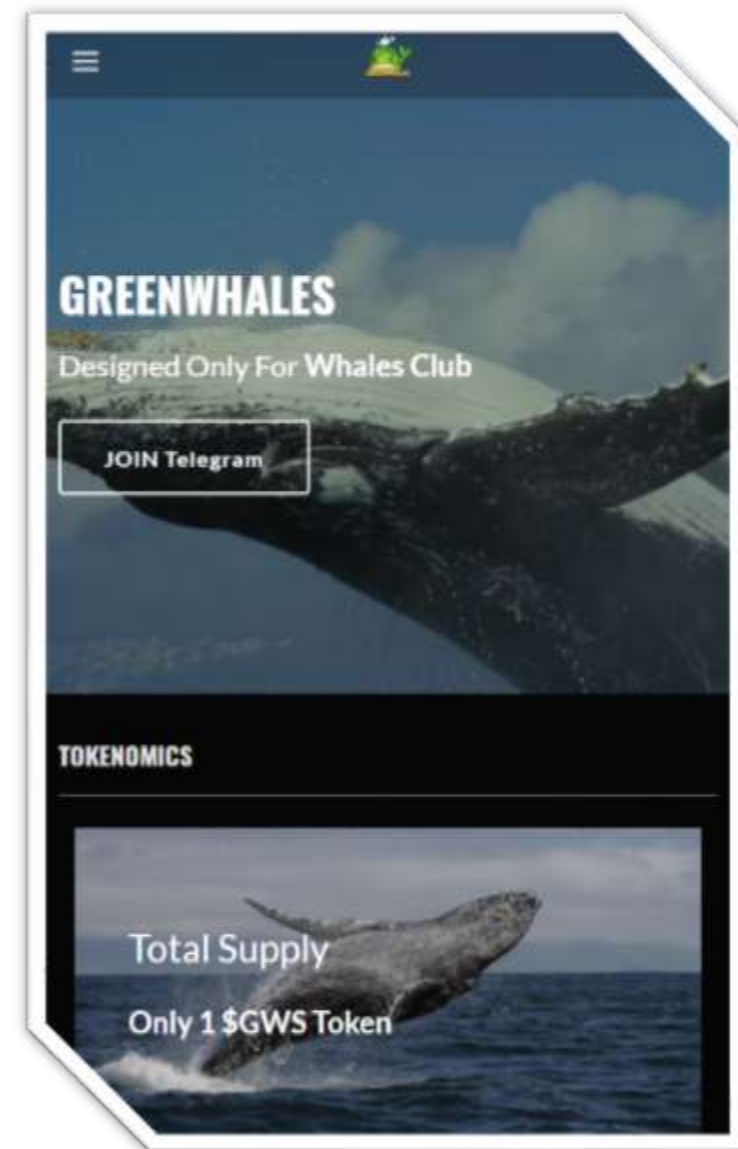 GREENWHALES
Designed Only For Whales Club
JOIN Telegram
TOKENOMICS
Total Supply
Only 1 $GWS Token